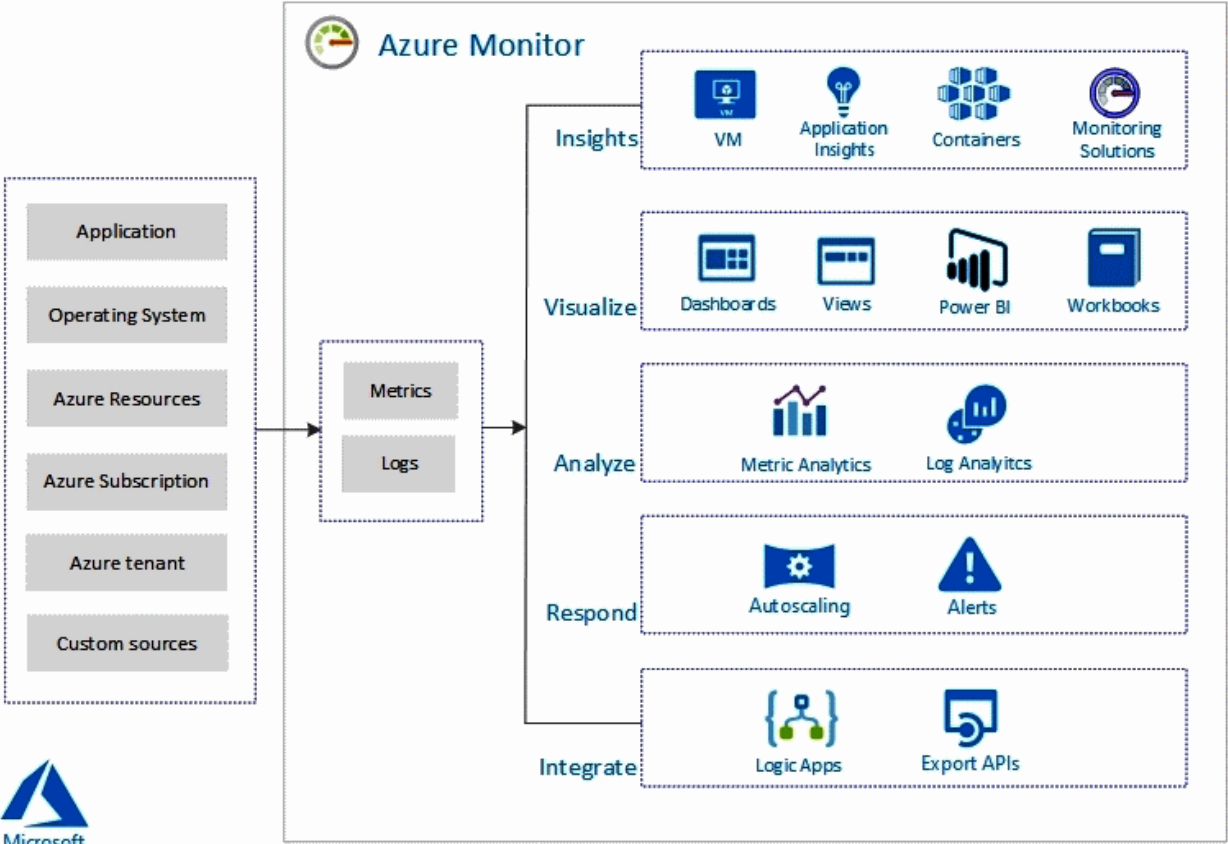 Azure Monitor
Application
Operating System
Azure Resources
Azure Subscription
Azure tenant
Custom sources
Microsoft
Metrics
Logs
Insights
VM
VM
Application
Insights
Containers
Monitoring
Solutions
Visualize
Dashboards
Views
Power BI
Workbooks
Analyze
Metric Analytics
Log Analyitcs
Respond
Autoscaling
Alerts
Integrate
Logic Apps
Export APIs